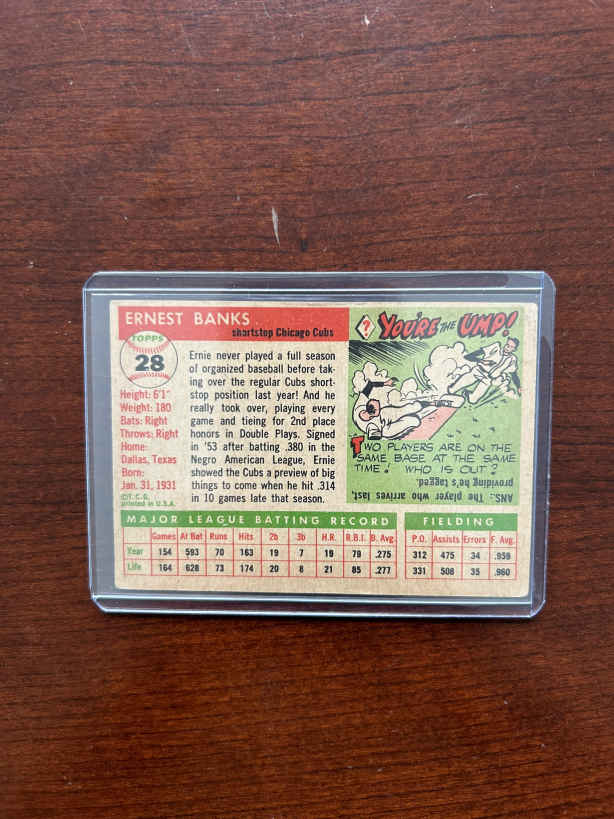 ERNEST BANKS
shortstop Chicago Cubs
TOPPS
28
Height: 6'1"
Weight: 180
Bats: Right
Throws: Right
Home:
Dallas, Texas
Born:
Jan. 31, 1931
©T. C. G.
printed in U.S.A.
Ernie never played a full season
of organized baseball before tak-
ing over the regular Cubs short-
stop position last year! And he
really took over, playing every
game and tieing for 2nd place
honors in Double Plays. Signed
in '53 after batting .380 in the
Negro American League, Ernie
showed the Cubs a preview of big
things to come when he hit .314
in 10 games late that season.
? YOU'RE THE UMP!
TWO PLAYERS ARE ON THE
SAME BASE AT THE SAME
TIME! WHO IS OUT?
ANS.: The player who arrives last,
providing he's tagged.
MAJOR LEAGUE BATTING RECORD FIELDING
Games At Bat Runs Hits 2b 3b H.R. R.B.I. B. Avg. P.O. Assists Errors F. Avg.
Year 154 593 70 163 19 7 19 79 .275 312 475 34 .959
Life 164 628 73 174 20 8 21 85 .277 331 508 35 .960